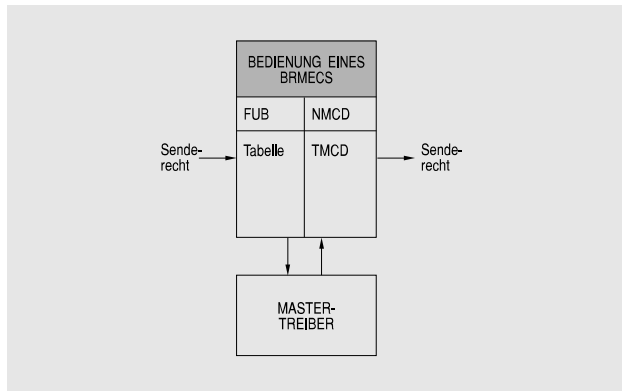 BEDIENUNG EINES
BRMECS
FUB NMCD
Sende-
recht
Tabelle TMCD
Sende-
recht
MASTER-
TREIBER